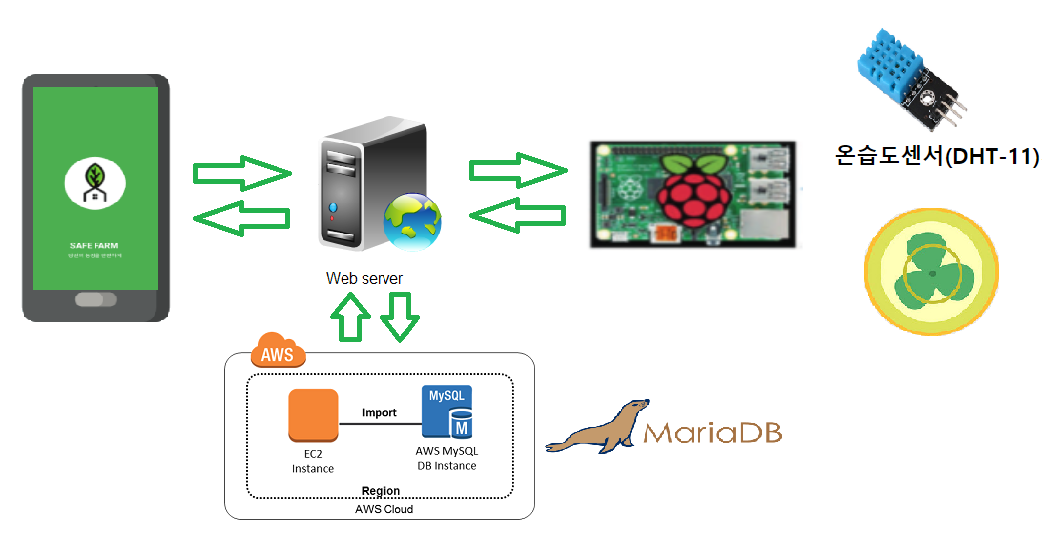 온습도센서(DHT-11)
SAFE FARM
Web server
AWS
MySQL
M
Import
EC2
Instance
AWS MySQL
DB Instance
Region
AWS Cloud
MariaDB